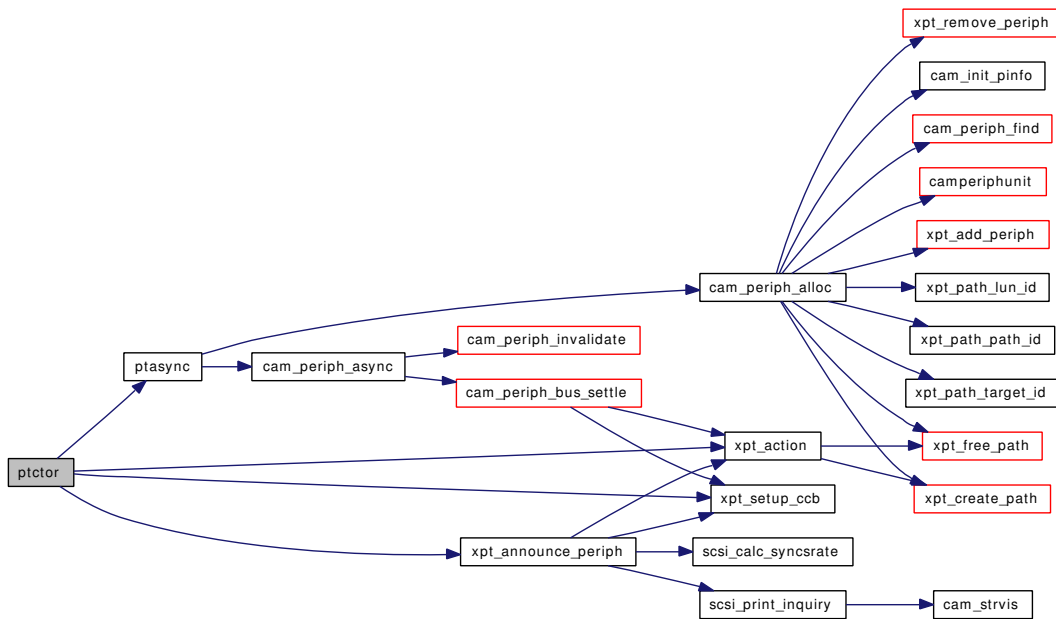 xpt_remove_periph
cam_init_pinfo
cam_periph_find
camperiphunit
xpt_add_periph
cam_periph_alloc
xpt_path_lun_id
cam_periph_invalidate
xpt_path_path_id
ptasync
cam_periph_async
cam_periph_bus_settle
xpt_path_target_id
xpt_action
xpt_free_path
ptctor
xpt_setup_ccb
xpt_create_path
xpt_announce_periph
scsi_calc_syncsrate
scsi_print_inquiry
cam_strvis